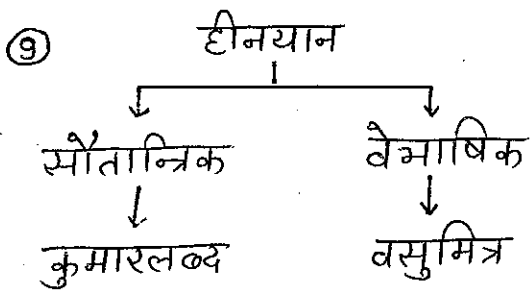 9 हीनयान
सौतान्त्रिक वेभाषिक
कुमारलब्द वसुमित्र